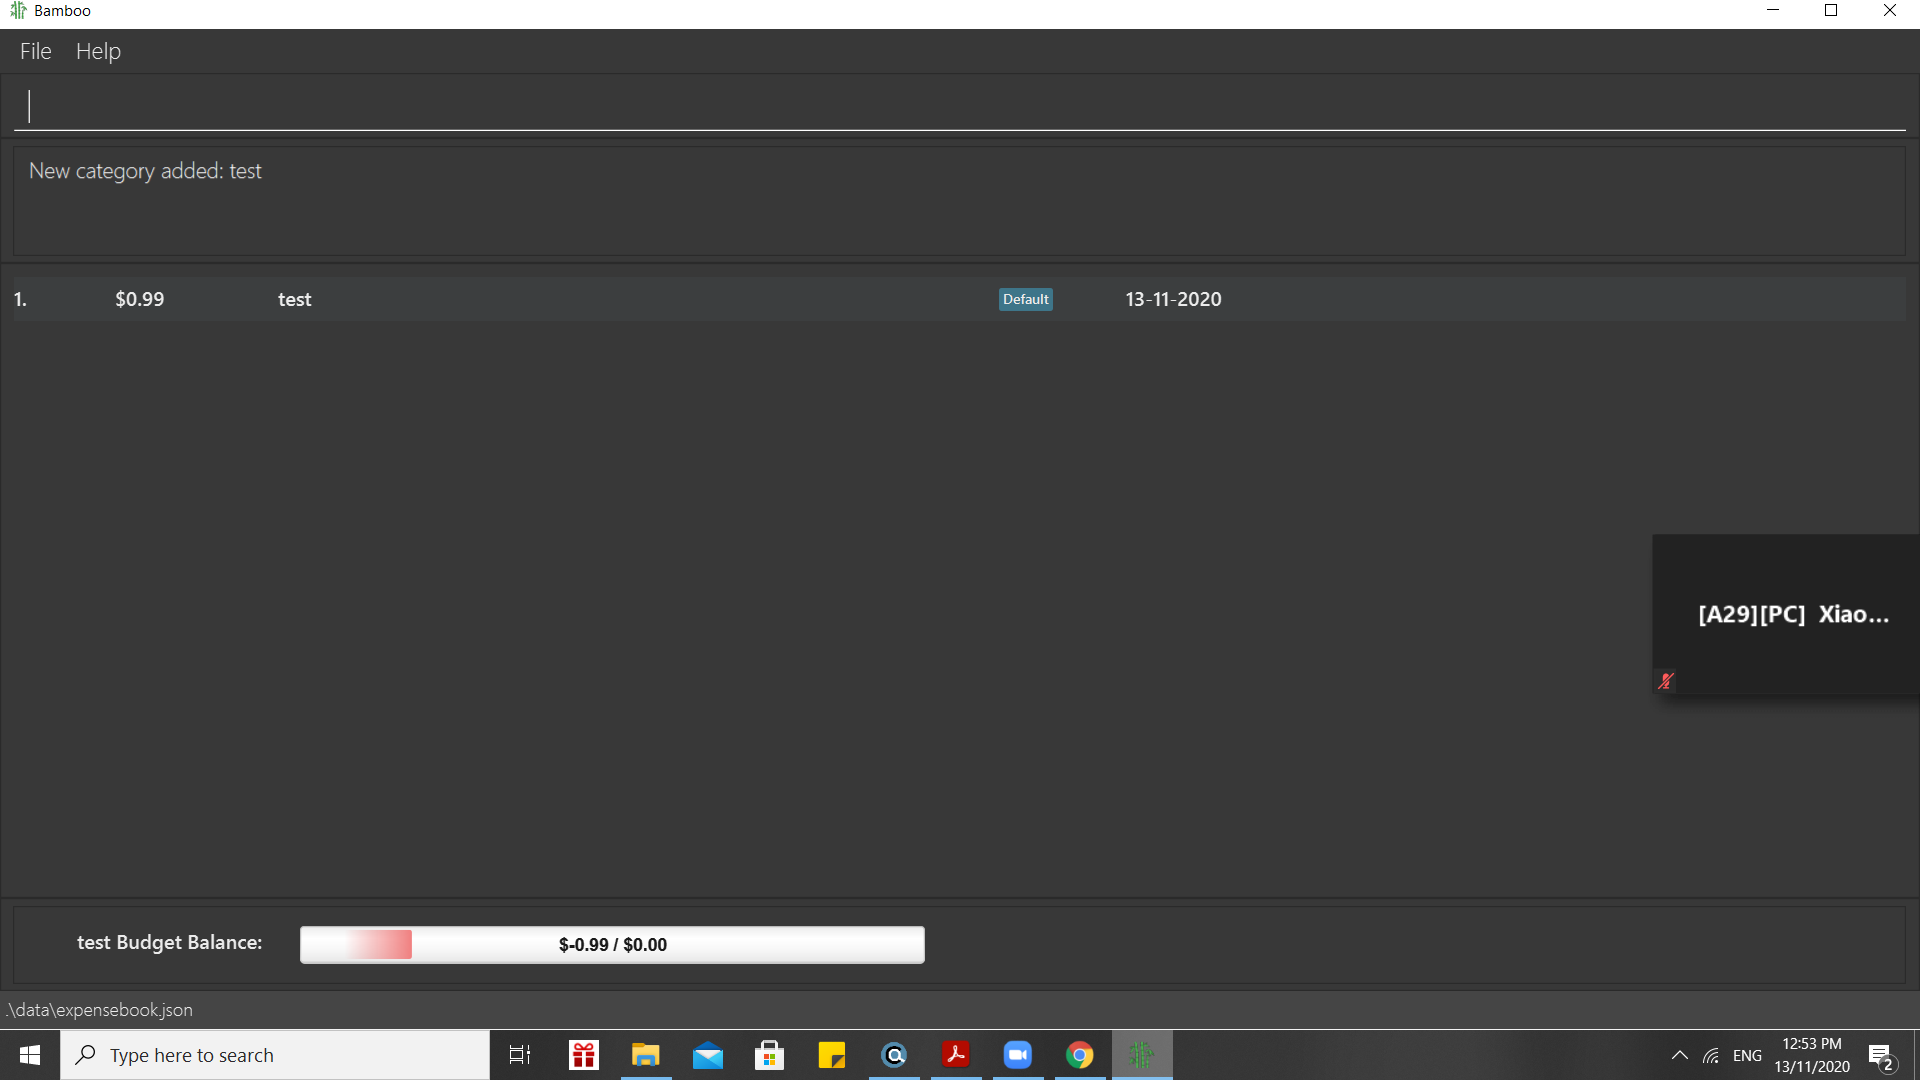 Bamboo
File Help
New category added: test
1. $0.99 test Default 13-11-2020
[A29][PC] Xiao...
test Budget Balance: $-0.99 / $0.00
.\data\expensebook.json
Type here to search
ENG
12:53 PM
13/11/2020
2